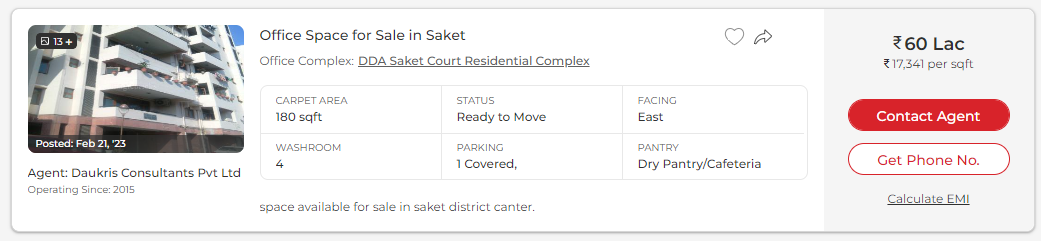 13 +
Posted: Feb 21, '23
Agent: Daukris Consultants Pvt Ltd
Operating Since: 2015
Office Space for Sale in Saket
Office Complex: DDA Saket Court Residential Complex
CARPET AREA
180 sqft
STATUS
Ready to Move
FACING
East
WASHROOM
4
PARKING
1 Covered,
PANTRY
Dry Pantry/Cafeteria
space available for sale in saket district canter.
₹60 Lac
₹17,341 per sqft
Contact Agent
Get Phone No.
Calculate EMI